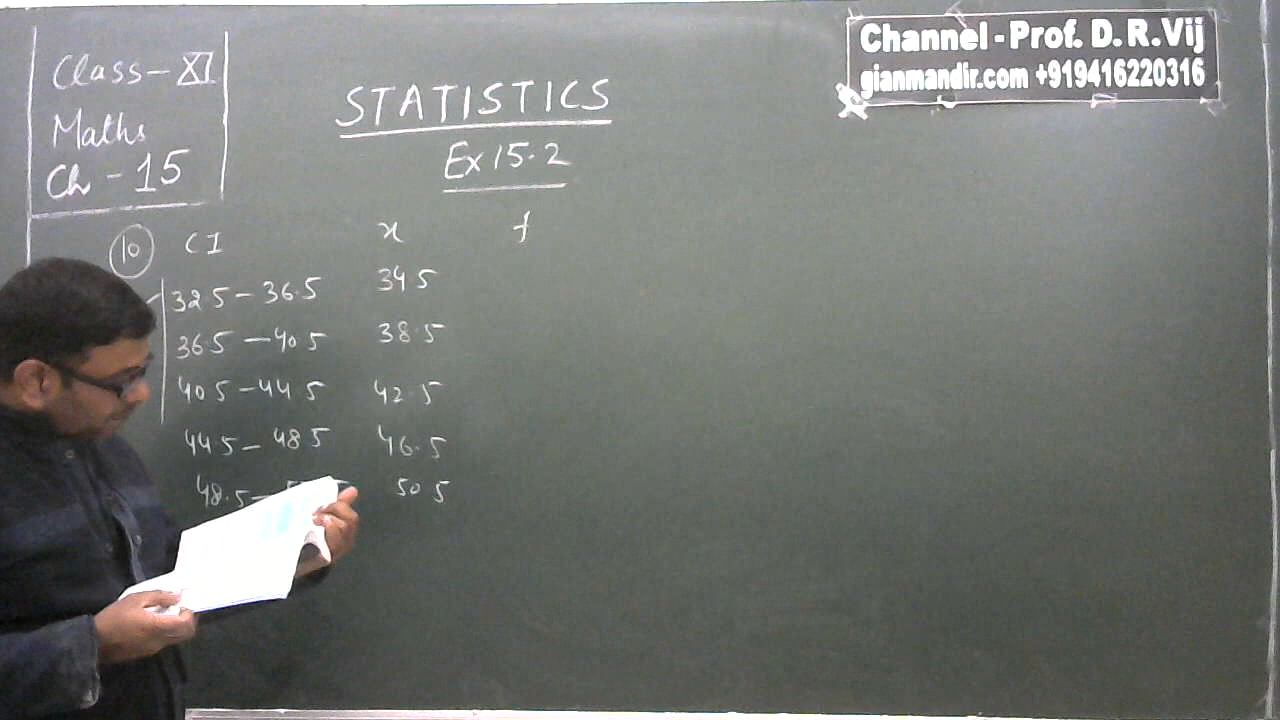 Class - XI
Maths
Ch - 15
Channel - Prof. D. R. Vij
gianmandir.com +919416220316
STATISTICS
Ex 15.2
10 CI x f
32.5 - 36.5 34.5
36.5 - 40.5 38.5
40.5 - 44.5 42.5
44.5 - 48.5 46.5
48.5 - 50.5